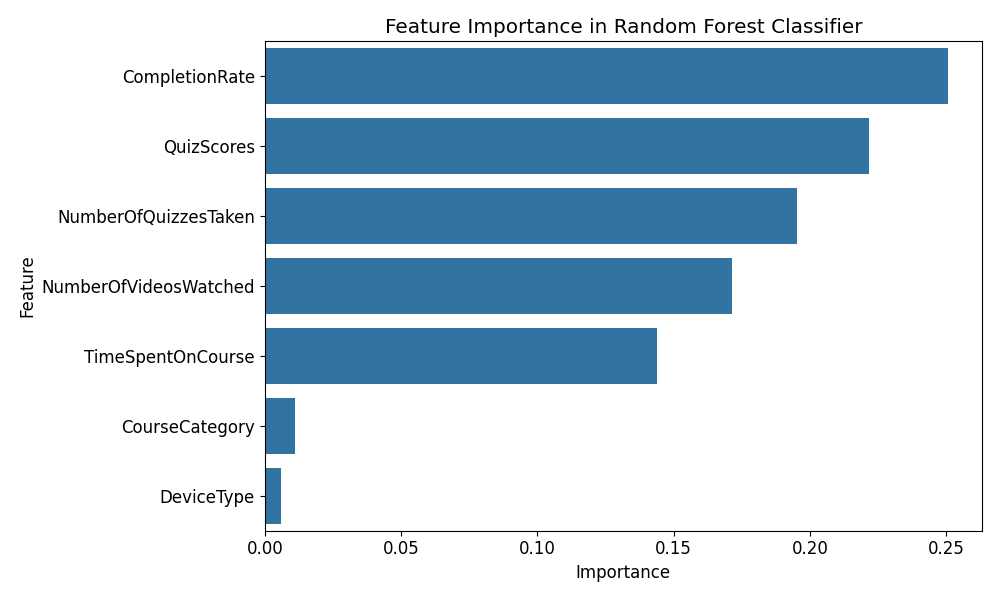 Feature Importance in Random Forest Classifier
CompletionRate
QuizScores
NumberOfQuizzesTaken
NumberOfVideosWatched
TimeSpentOnCourse
CourseCategory
DeviceType
Feature
0.00 0.05 0.10 0.15 0.20 0.25
Importance